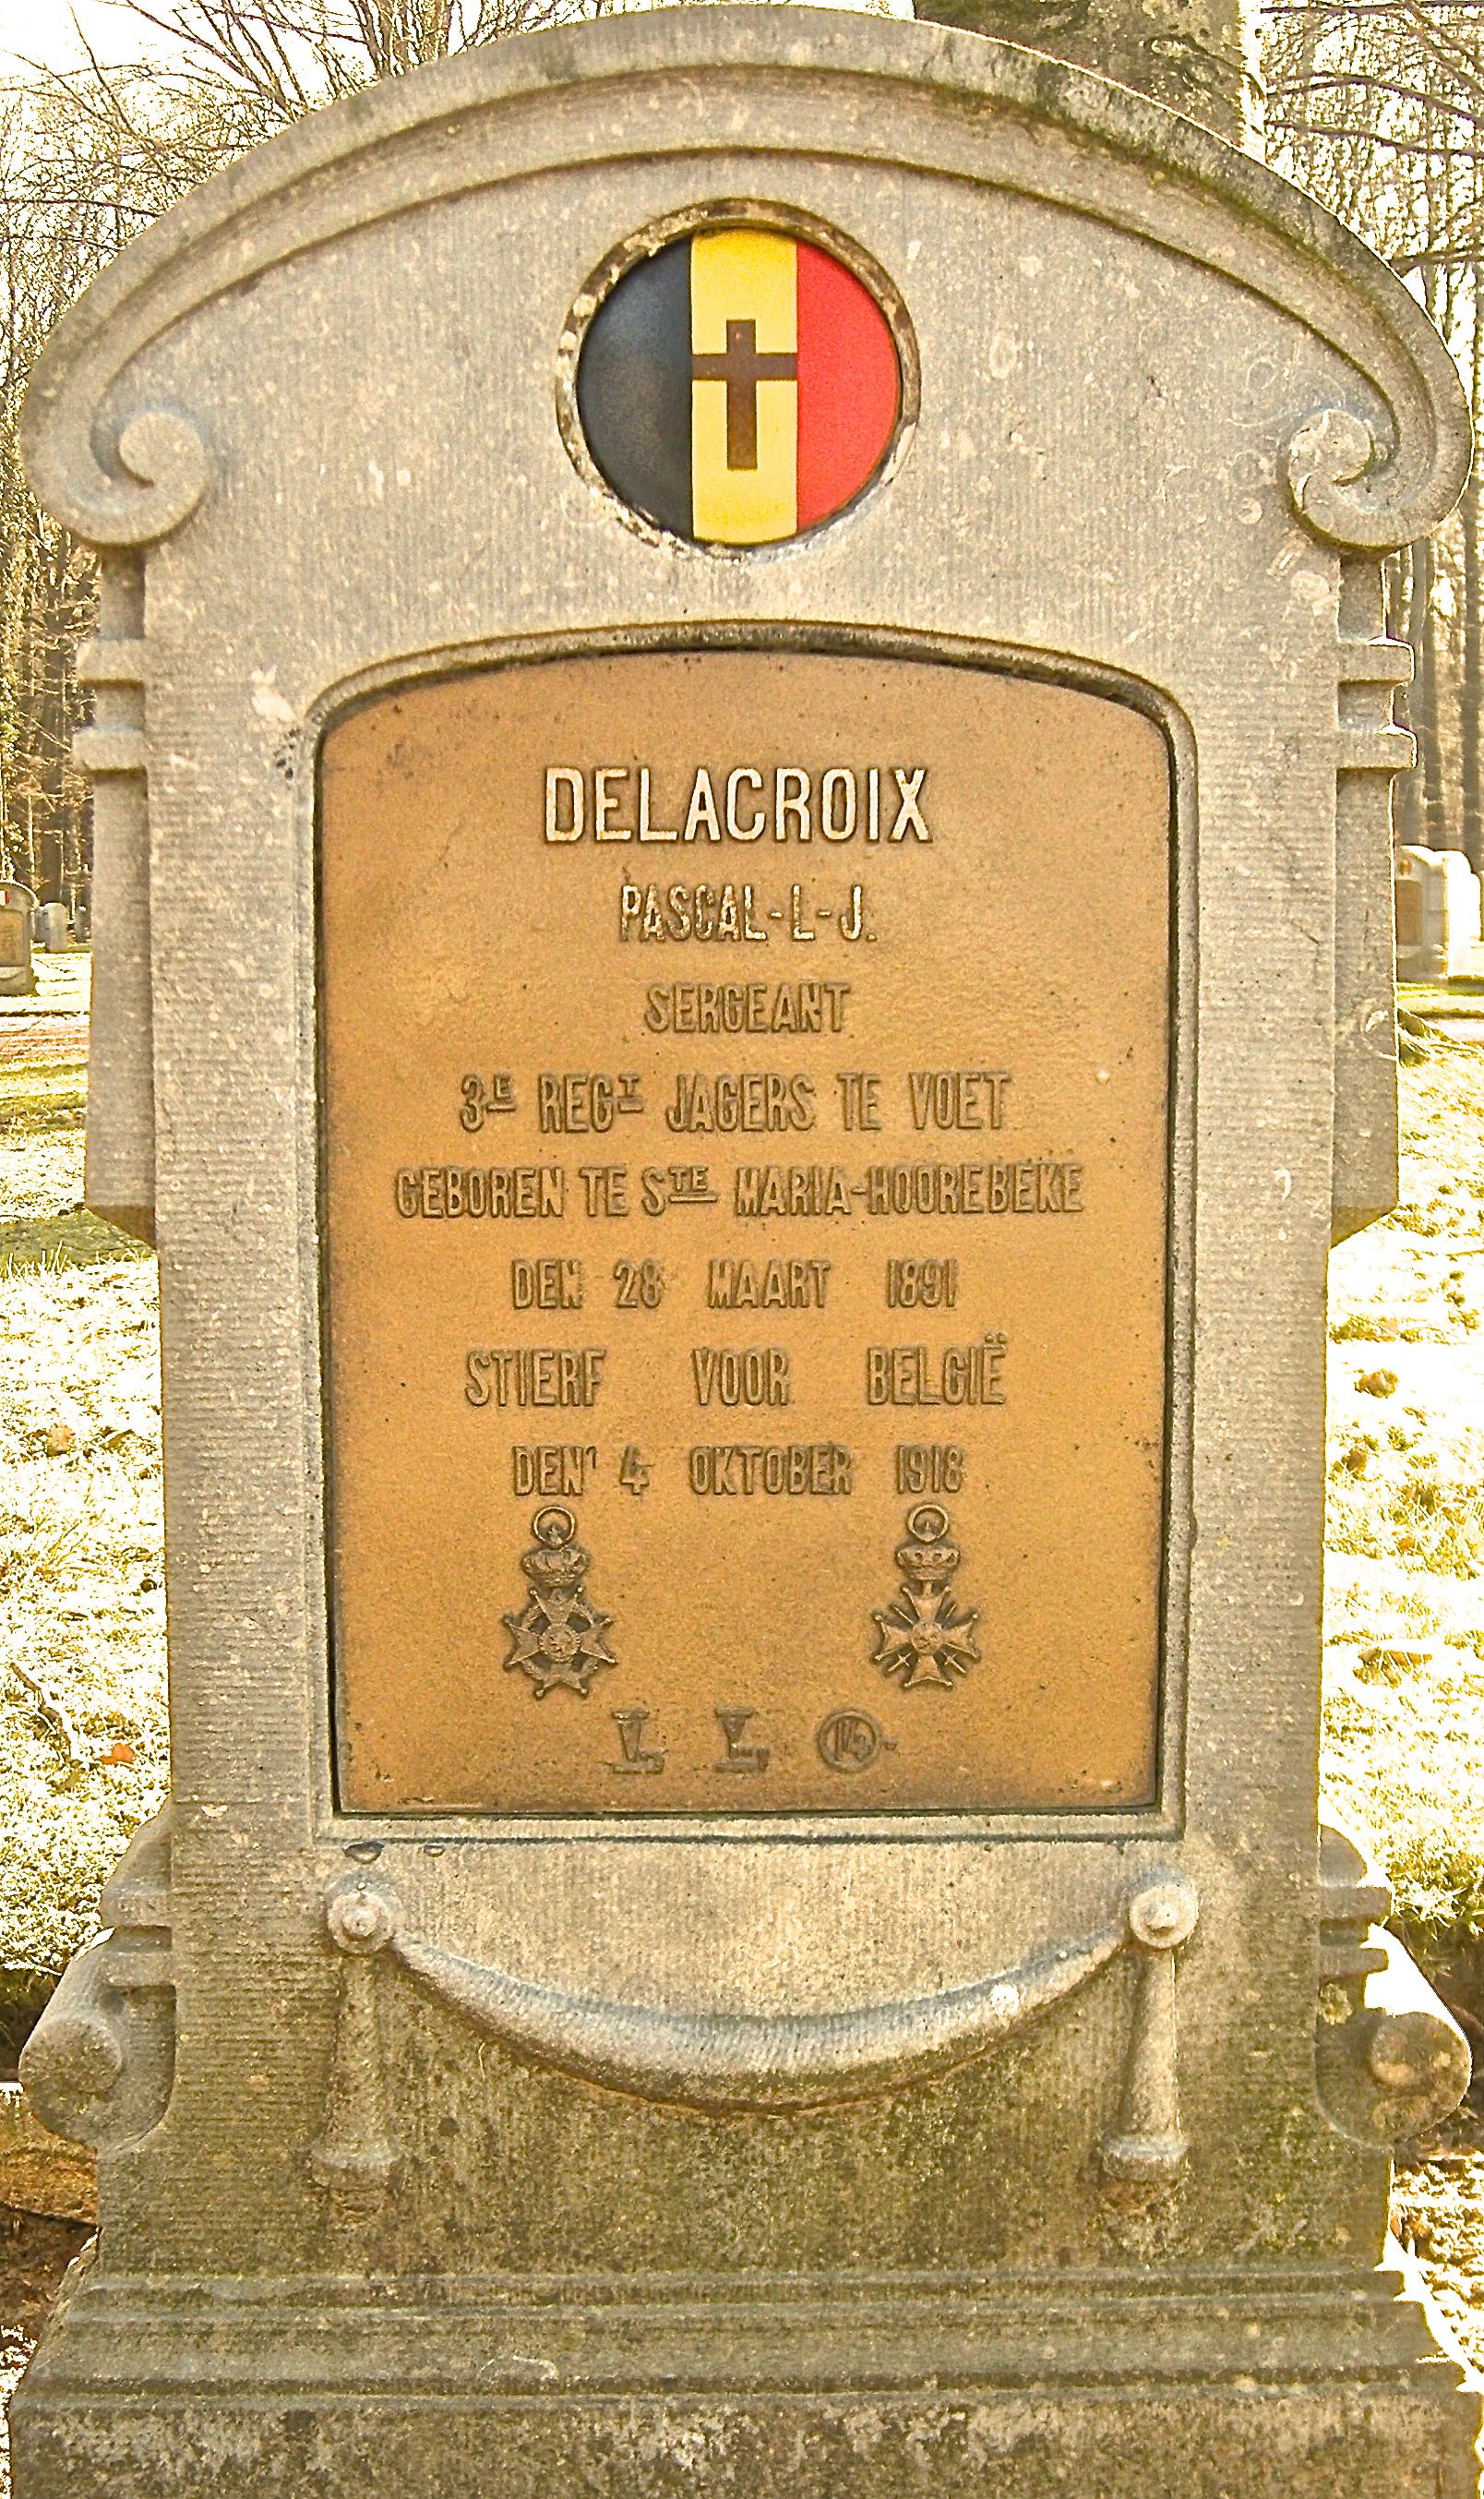 DELACROIX
PASCAL-L-J.
SERGEANT
3E REGT JAGERS TE VOET
GEBOREN TE STE MARIA-HOOREBEKE
DEN 28 MAART 1891
STIERF VOOR BELGIË
DEN 4 OKTOBER 1918